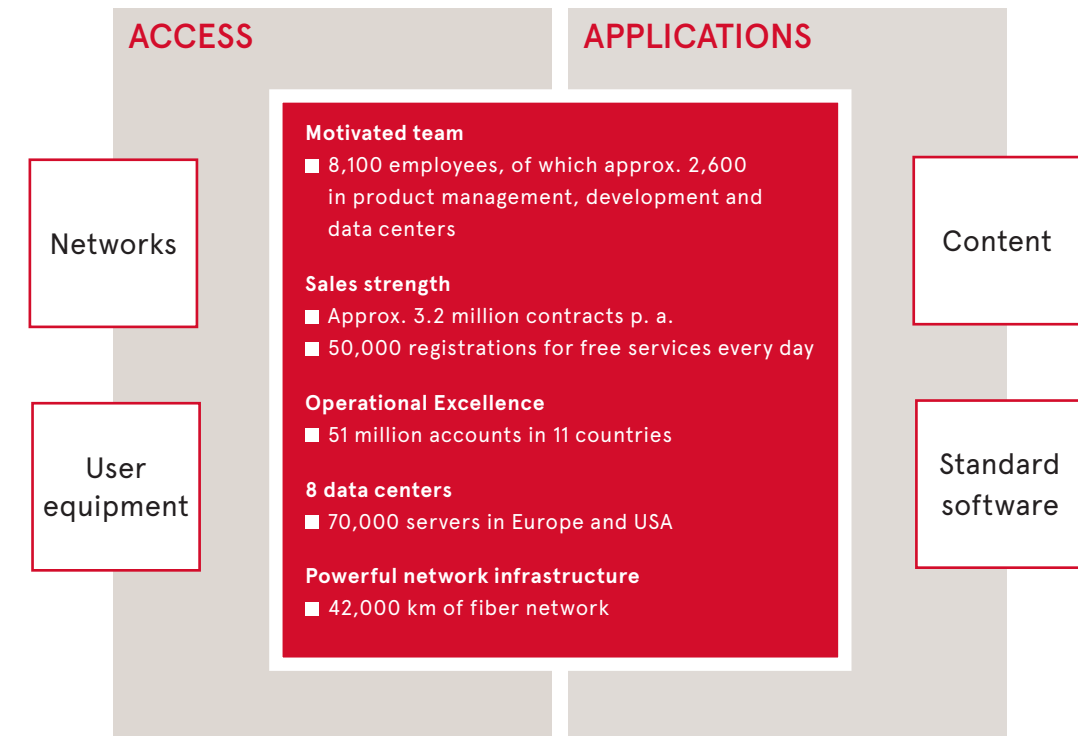 ACCESS
APPLICATIONS
Motivated team
8,100 employees, of which approx. 2,600
in product management, development and
data centers
Sales strength
Approx. 3.2 million contracts p. a.
50,000 registrations for free services every day
Operational Excellence
51 million accounts in 11 countries
8 data centers
70,000 servers in Europe and USA
Powerful network infrastructure
42,000 km of fiber network
Networks
User
equipment
Content
Standard
software